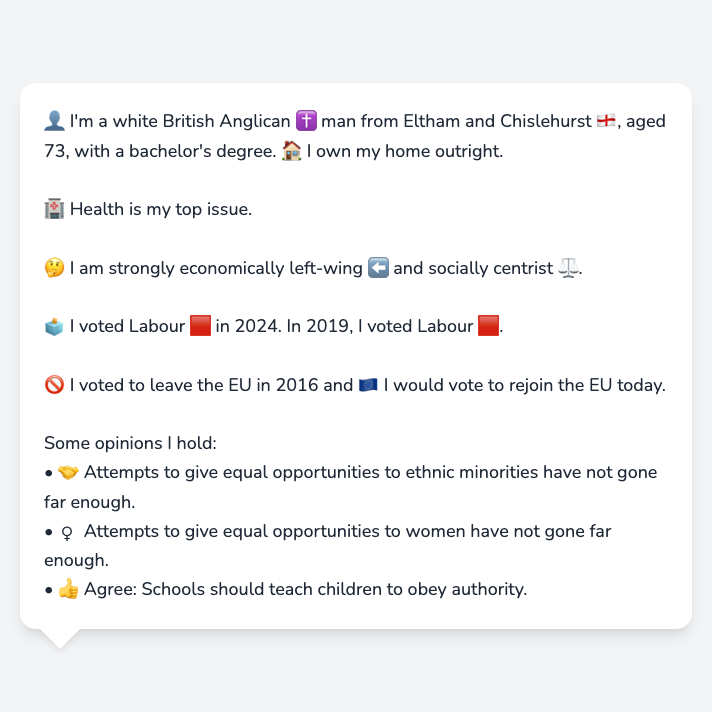 👤 I'm a white British Anglican ✝️ man from Eltham and Chislehurst 🏴󠁧󠁢󠁥󠁮󠁧󠁿, aged
73, with a bachelor's degree. 🏠 I own my home outright.
🏥 Health is my top issue.
🤔 I am strongly economically left-wing ⬅️ and socially centrist ⚖️.
🗳️ I voted Labour 🟥 in 2024. In 2019, I voted Labour 🟥.
🚫 I voted to leave the EU in 2016 and 🇪🇺 I would vote to rejoin the EU today.
Some opinions I hold:
• 🤝 Attempts to give equal opportunities to ethnic minorities have not gone
far enough.
• ♀ Attempts to give equal opportunities to women have not gone far
enough.
• 👍 Agree: Schools should teach children to obey authority.